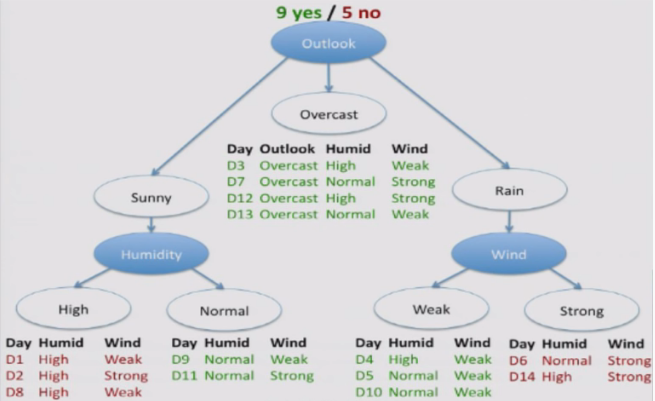 9 yes / 5 no
Outlook
Overcast
Day Outlook Humid Wind
D3 Overcast High Weak
D7 Overcast Normal Strong
D12 Overcast High Strong
D13 Overcast Normal Weak
Sunny
Rain
Humidity
Wind
High
Normal
Weak
Strong
Day Humid Wind
D1 High Weak
D2 High Strong
D8 High Weak
Day Humid Wind
D9 Normal Weak
D11 Normal Strong
Day Humid Wind
D4 High Weak
D5 Normal Weak
D10 Normal Weak
Day Humid Wind
D6 Normal Strong
D14 High Strong